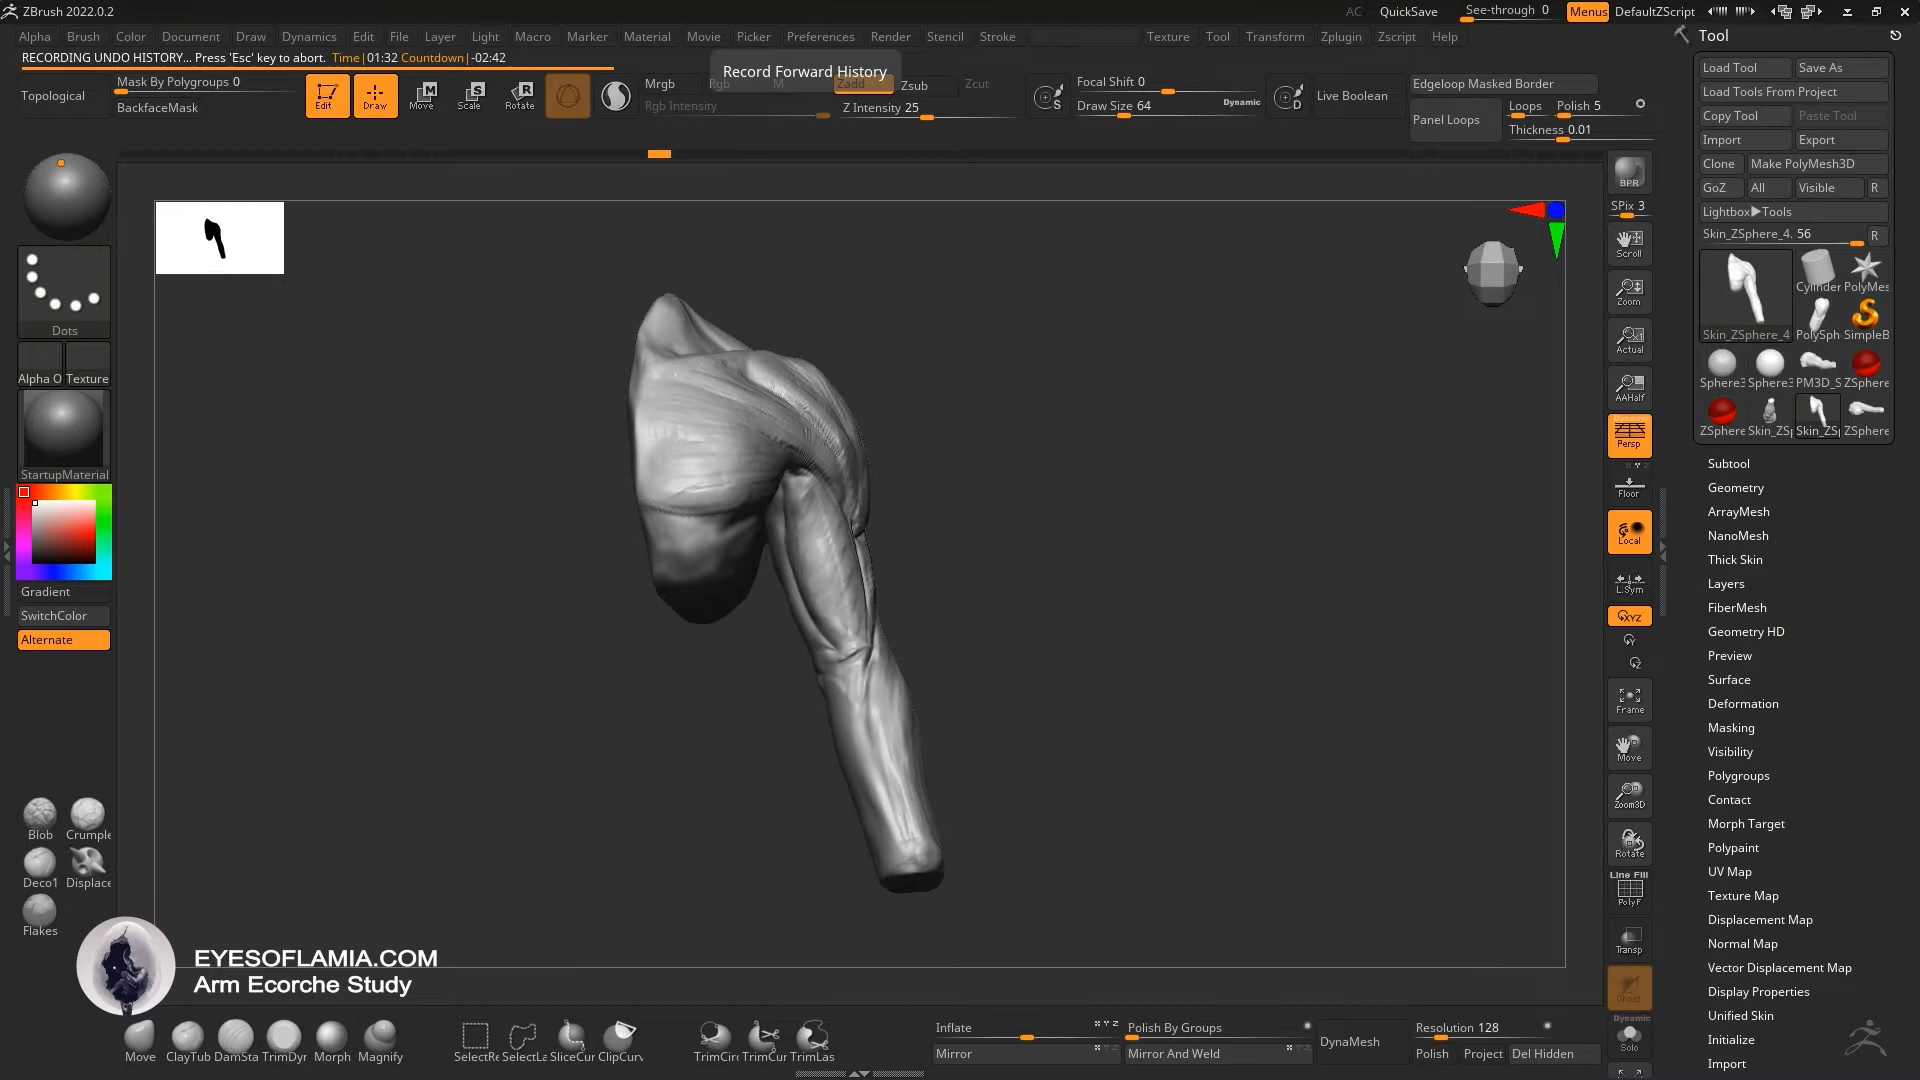 ZBrush 2022.0.2
AC QuickSave See-through 0 Menus DefaultZScript
Alpha Brush Color Document Draw Dynamics Edit File Layer Light Macro Marker Material Movie Picker Preferences Render Stencil Stroke Texture Tool Transform Zplugin Zscript Help
RECORDING UNDO HISTORY... Press 'Esc' key to abort. Time|01:32 Countdown|-02:42
Record Forward History
Topological
Mask By Polygroups 0
BackfaceMask
Edit
Draw
Move
Scale
Rotate
Mrgb Rgb M Zadd Zsub Zcut
Rgb Intensity
Z Intensity 25
Focal Shift 0
Draw Size 64 Dynamic
S
D
Live Boolean
Edgeloop Masked Border
Panel Loops
Loops Polish 5
Thickness 0.01
Dots
Alpha O Texture
StartupMaterial
Gradient
SwitchColor
Alternate
Blob Crumple
Deco1 Displace
Flakes
EYESOFLAMIA.COM
Arm Ecorche Study
Move ClayTub DamSta TrimDyr Morph Magnify
SelectRe SelectLa SliceCur ClipCurv
TrimCirc TrimCur TrimLas
Inflate
Mirror
Polish By Groups
Mirror And Weld
DynaMesh
Resolution 128
Polish Project Del Hidden
BPR
SPix 3
Scroll
Zoom
Actual
AAHalf
Dynamic
Persp
Floor
Local
L.Sym
XYZ
Y
Z
Frame
Move
Zoom3D
Rotate
Line Fill
PolyF
Transp
Ghost
Dynamic
Solo
Tool
Load Tool Save As
Load Tools From Project
Copy Tool Paste Tool
Import Export
Clone Make PolyMesh3D
GoZ All Visible R
Lightbox▶Tools
Skin_ZSphere_4. 56 R
Skin_ZSphere_4
Cylinder PolyMes
PolySph SimpleB
Sphere3 Sphere3 PM3D_S ZSphere
ZSphere Skin_ZSp Skin_ZSp ZSphere
Subtool
Geometry
ArrayMesh
NanoMesh
Thick Skin
Layers
FiberMesh
Geometry HD
Preview
Surface
Deformation
Masking
Visibility
Polygroups
Contact
Morph Target
Polypaint
UV Map
Texture Map
Displacement Map
Normal Map
Vector Displacement Map
Display Properties
Unified Skin
Initialize
Import